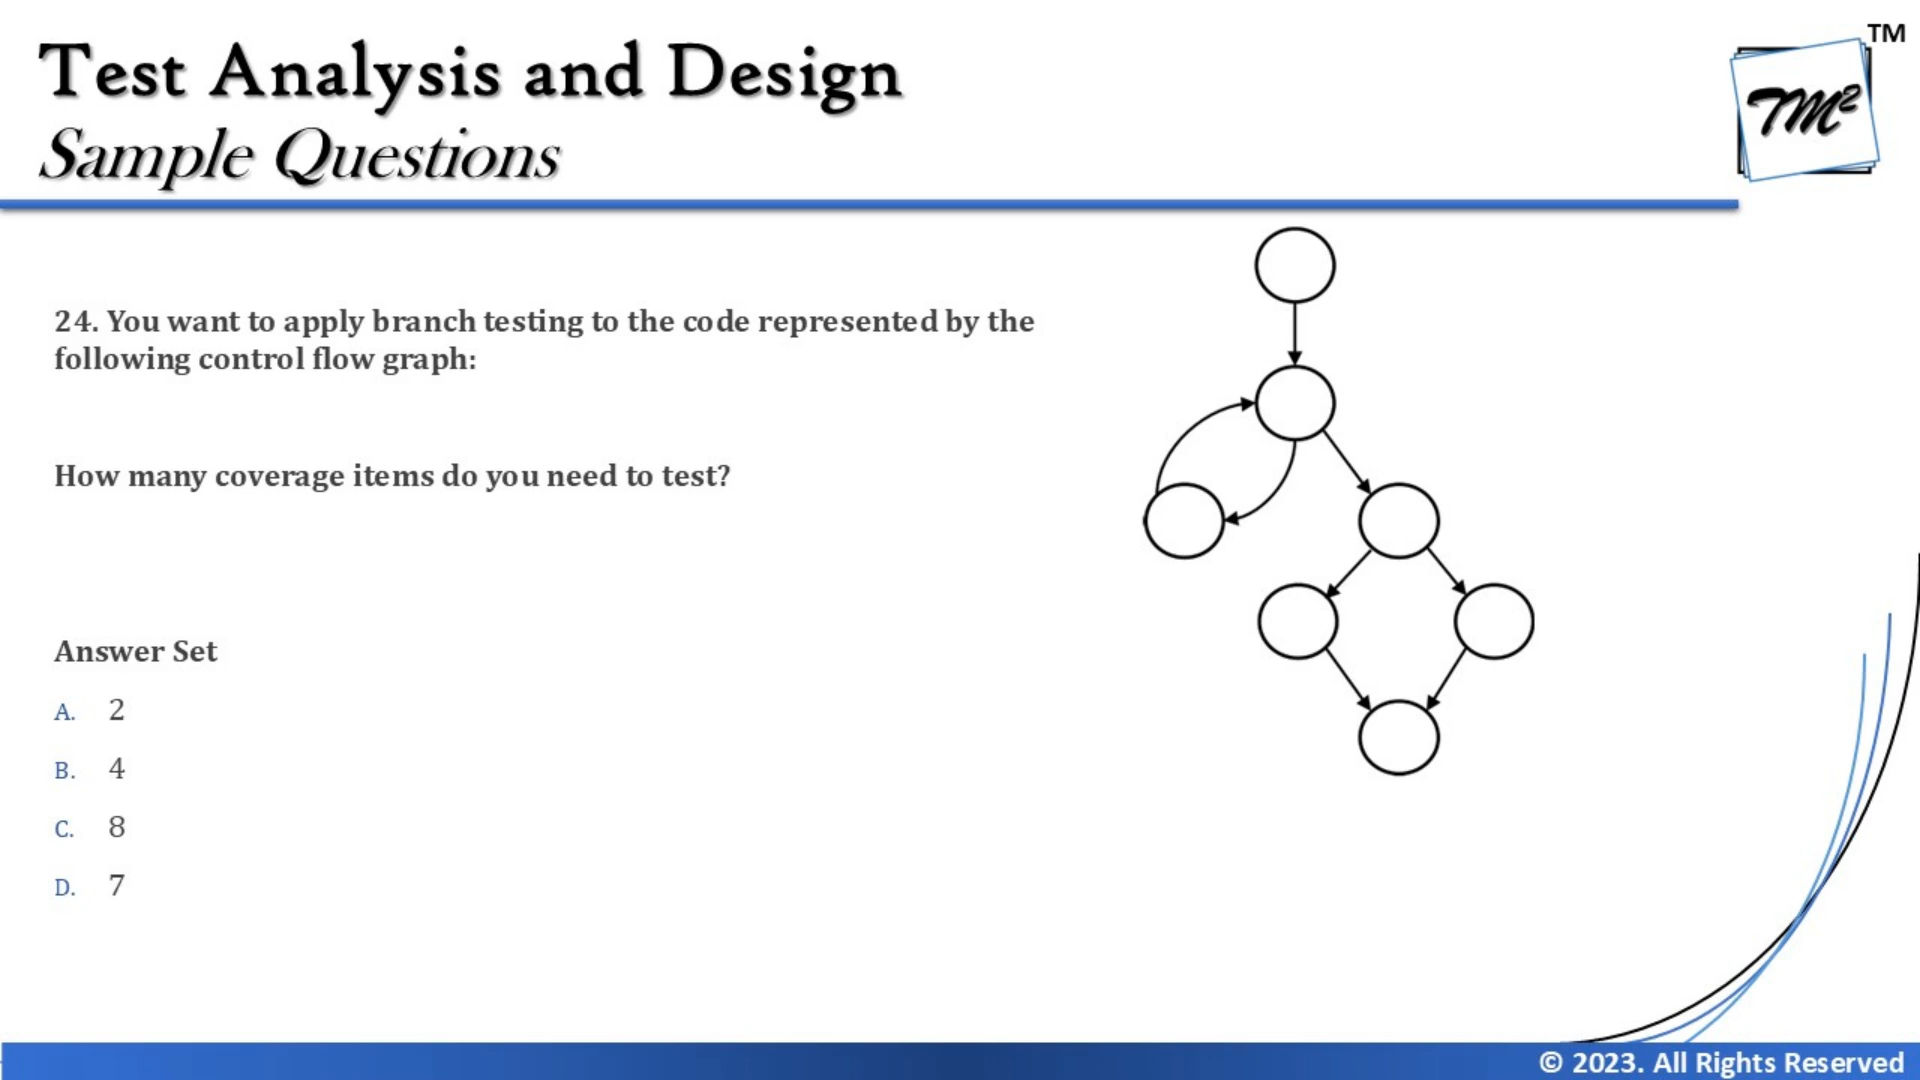 Test Analysis and Design
Sample Questions
TM
TM²
24. You want to apply branch testing to the code represented by the
following control flow graph:
How many coverage items do you need to test?
Answer Set
A. 2
B. 4
C. 8
D. 7
© 2023. All Rights Reserved